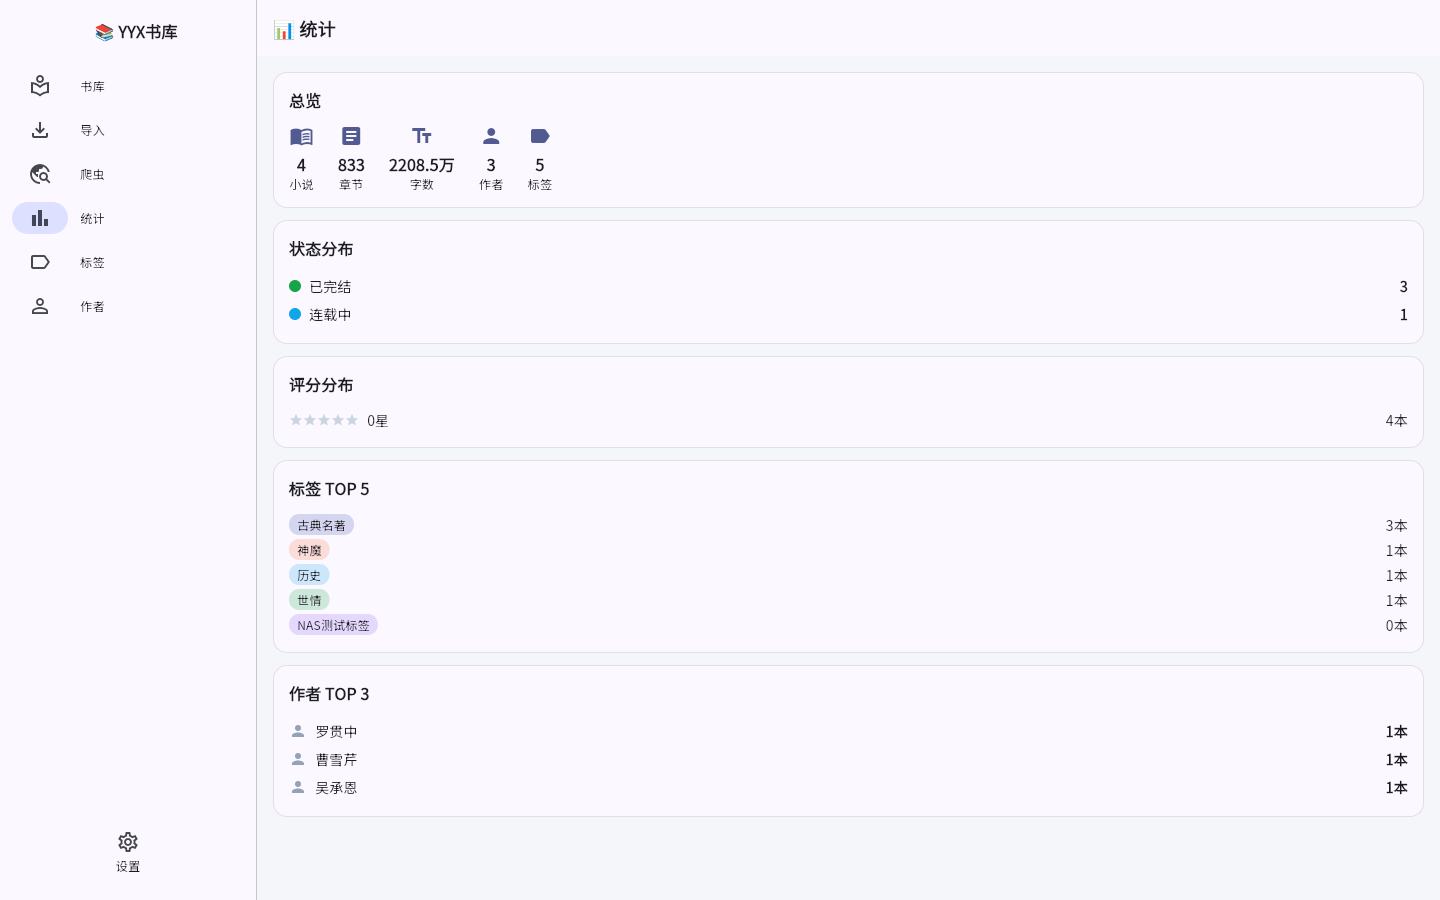 📚 YYX书库
书库
导入
爬虫
统计
标签
作者
设置
📊 统计
总览
4 833 2208.5万 3 5
小说 章节 字数 作者 标签
状态分布
已完结 3
连载中 1
评分分布
0星 4本
标签 TOP 5
古典名著 3本
神魔 1本
历史 1本
世情 1本
NAS测试标签 0本
作者 TOP 3
罗贯中 1本
曹雪芹 1本
吴承恩 1本